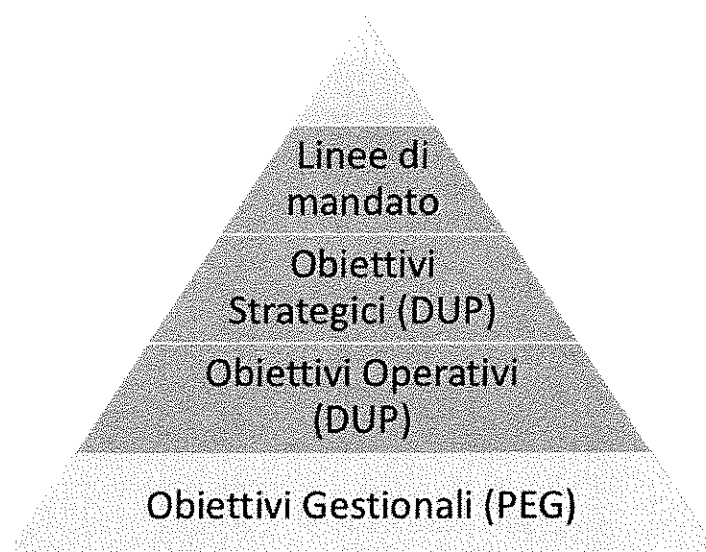 Linee di
mandato
Obiettivi
Strategici (DUP)
Obiettivi Operativi
(DUP)
Obiettivi Gestionali (PEG)